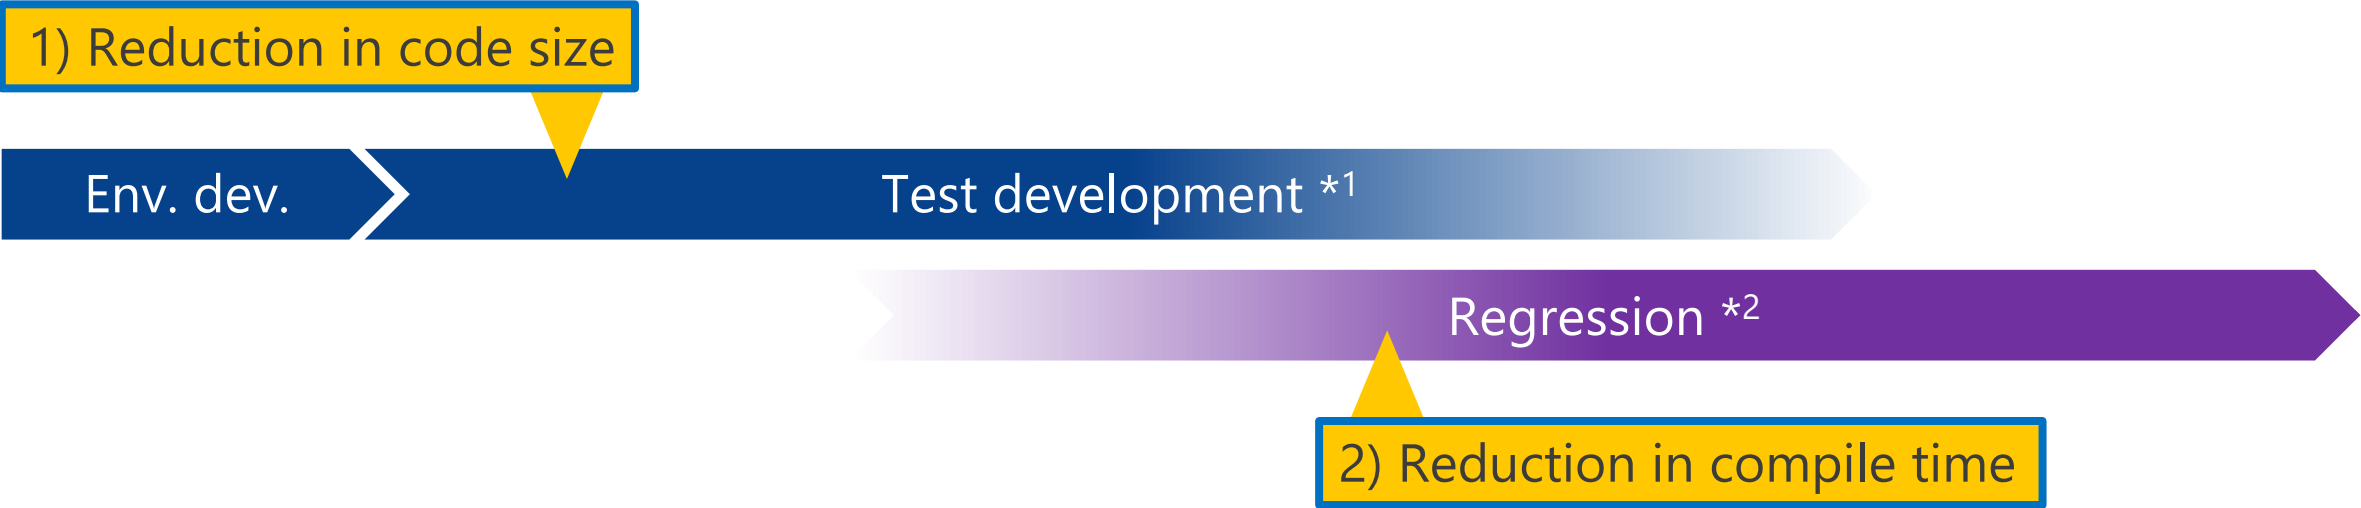 1) Reduction in code size
Env. dev.
Test development *1
Regression *2
2) Reduction in compile time